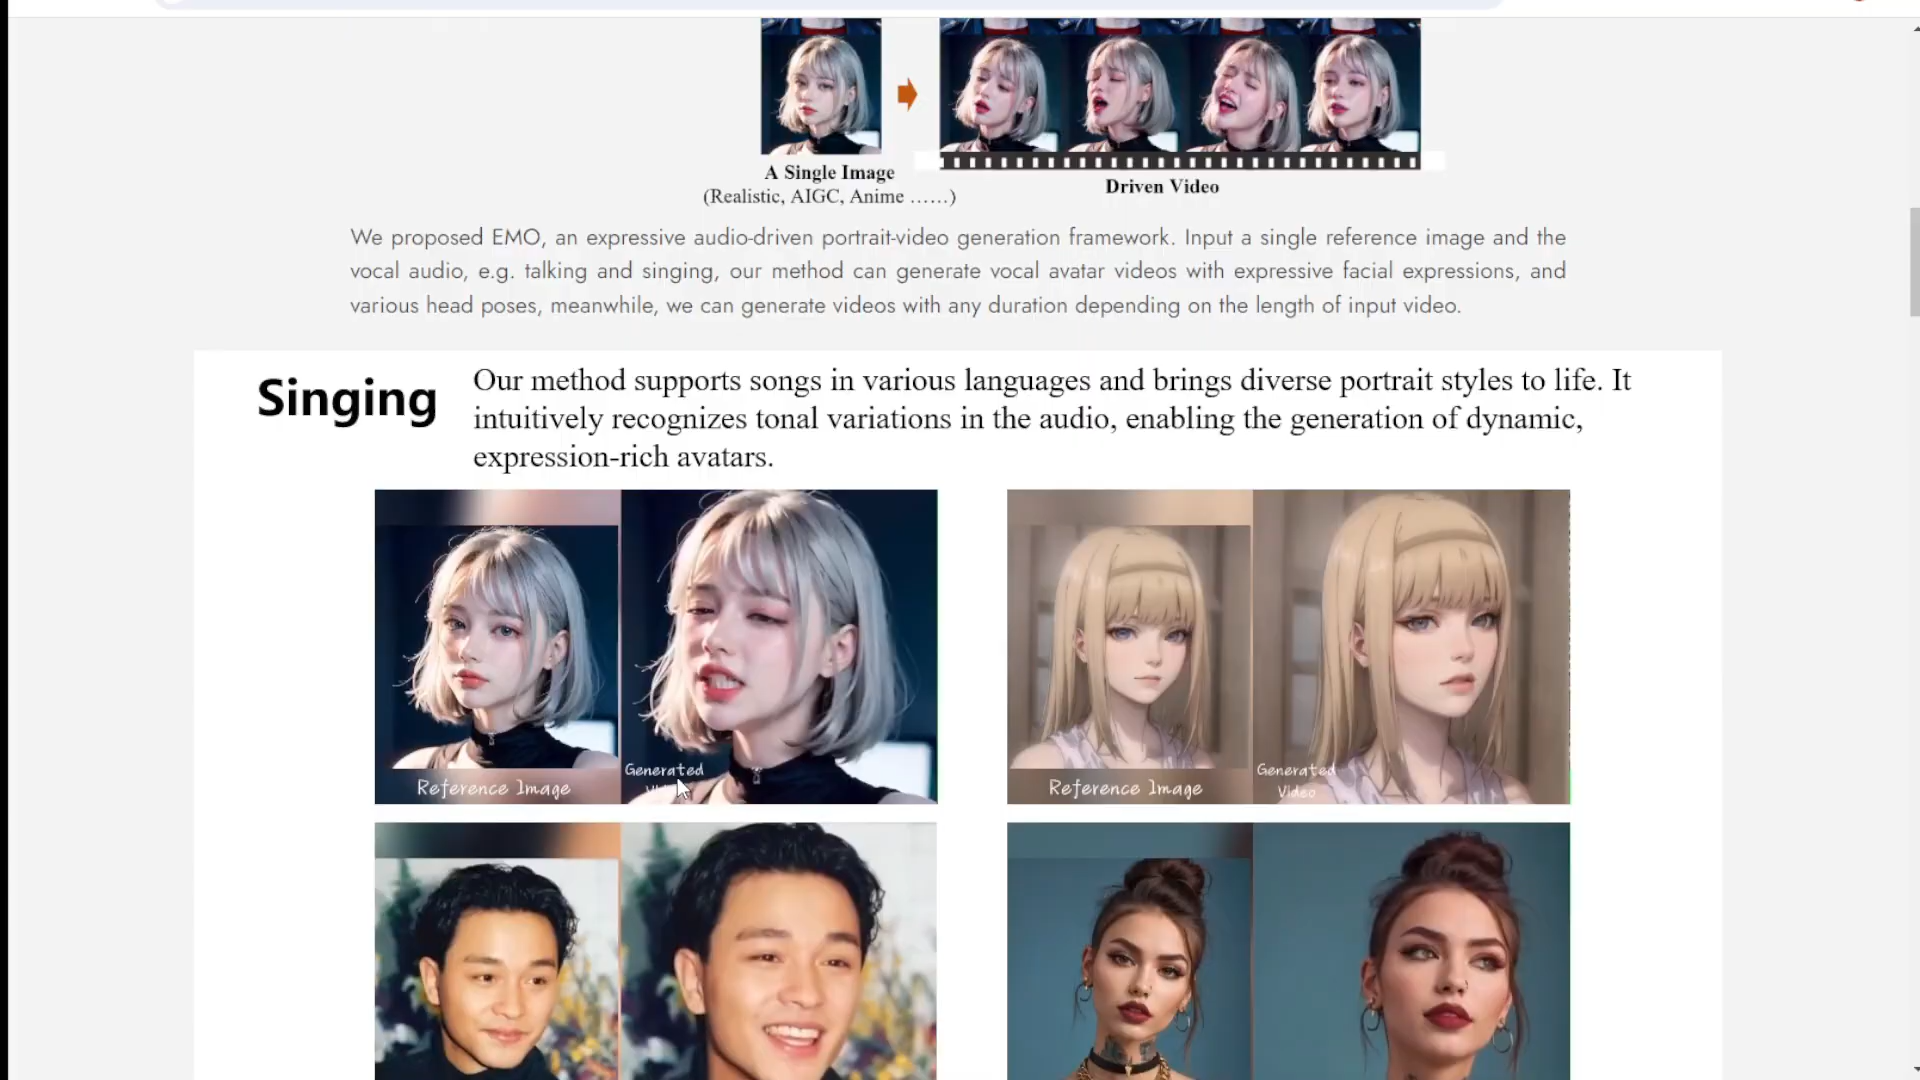 A Single Image
(Realistic, AIGC, Anime ……)
Driven Video
We proposed EMO, an expressive audio-driven portrait-video generation framework. Input a single reference image and the
vocal audio, e.g. talking and singing, our method can generate vocal avatar videos with expressive facial expressions, and
various head poses, meanwhile, we can generate videos with any duration depending on the length of input video.
Singing
Our method supports songs in various languages and brings diverse portrait styles to life. It
intuitively recognizes tonal variations in the audio, enabling the generation of dynamic,
expression-rich avatars.
Reference Image
Generated
Reference Image
Generated
Video